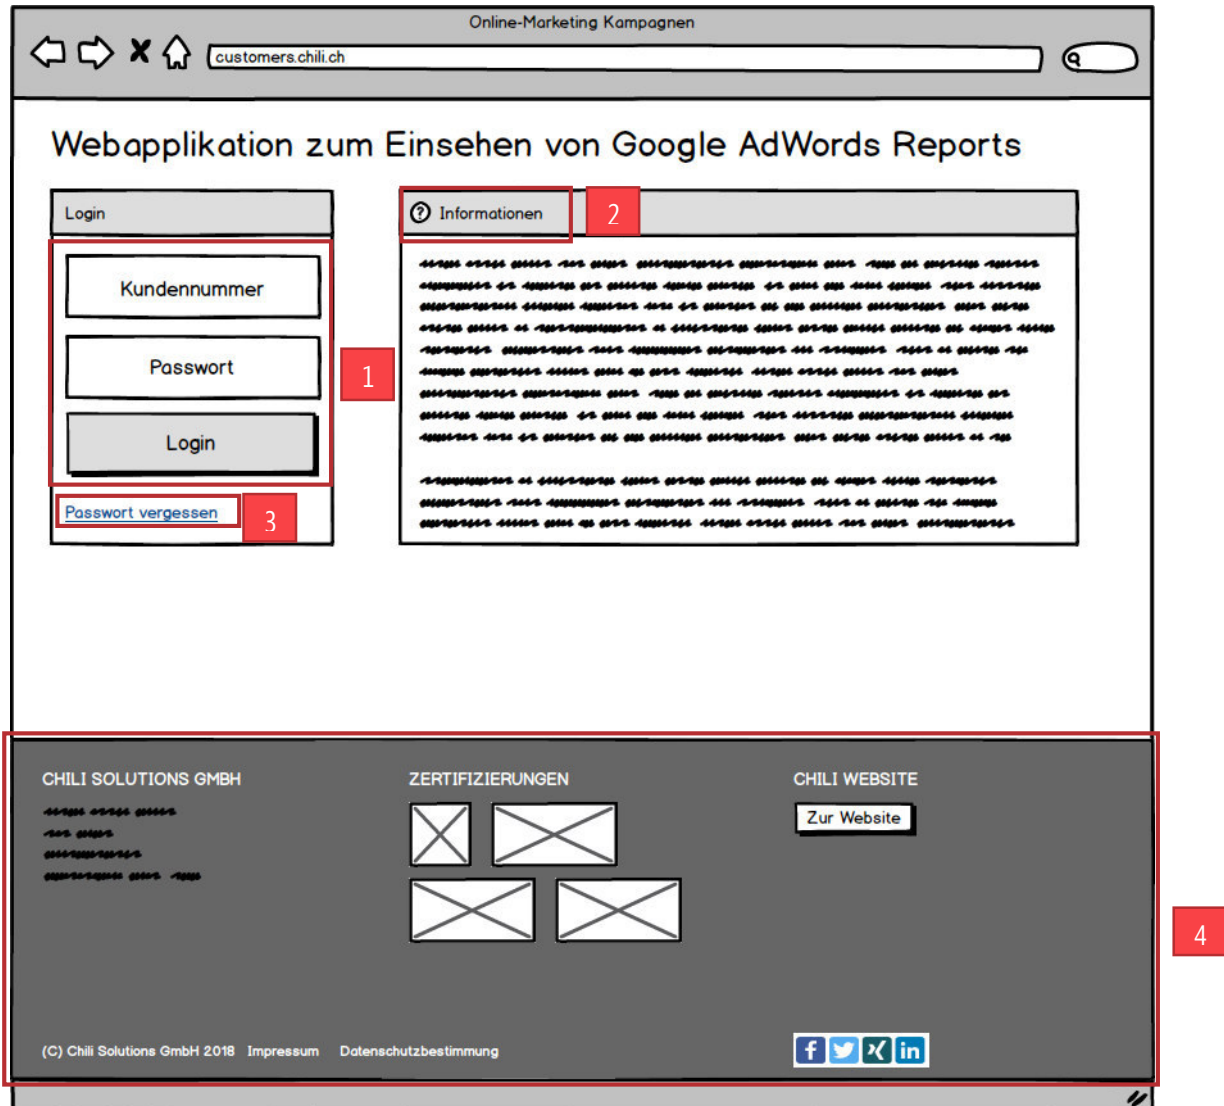 Online-Marketing Kampagnen
customers.chili.ch
Webapplikation zum Einsehen von Google AdWords Reports
Login
Kundennummer
Passwort
Login
1
Passwort vergessen
3
? Informationen
2
CHILI SOLUTIONS GMBH
ZERTIFIZIERUNGEN
CHILI WEBSITE
Zur Website
4
(C) Chili Solutions GmbH 2018 Impressum Datenschutzbestimmung
f in